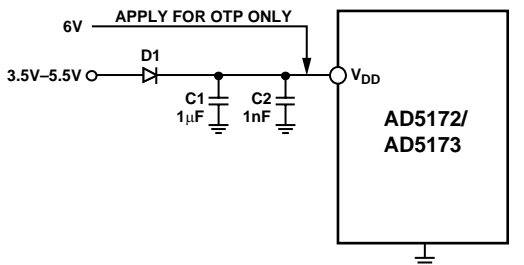 APPLY FOR OTP ONLY
6V
D1
3.5V–5.5V
VDD
C1
1μF
C2
1nF
AD5172/
AD5173